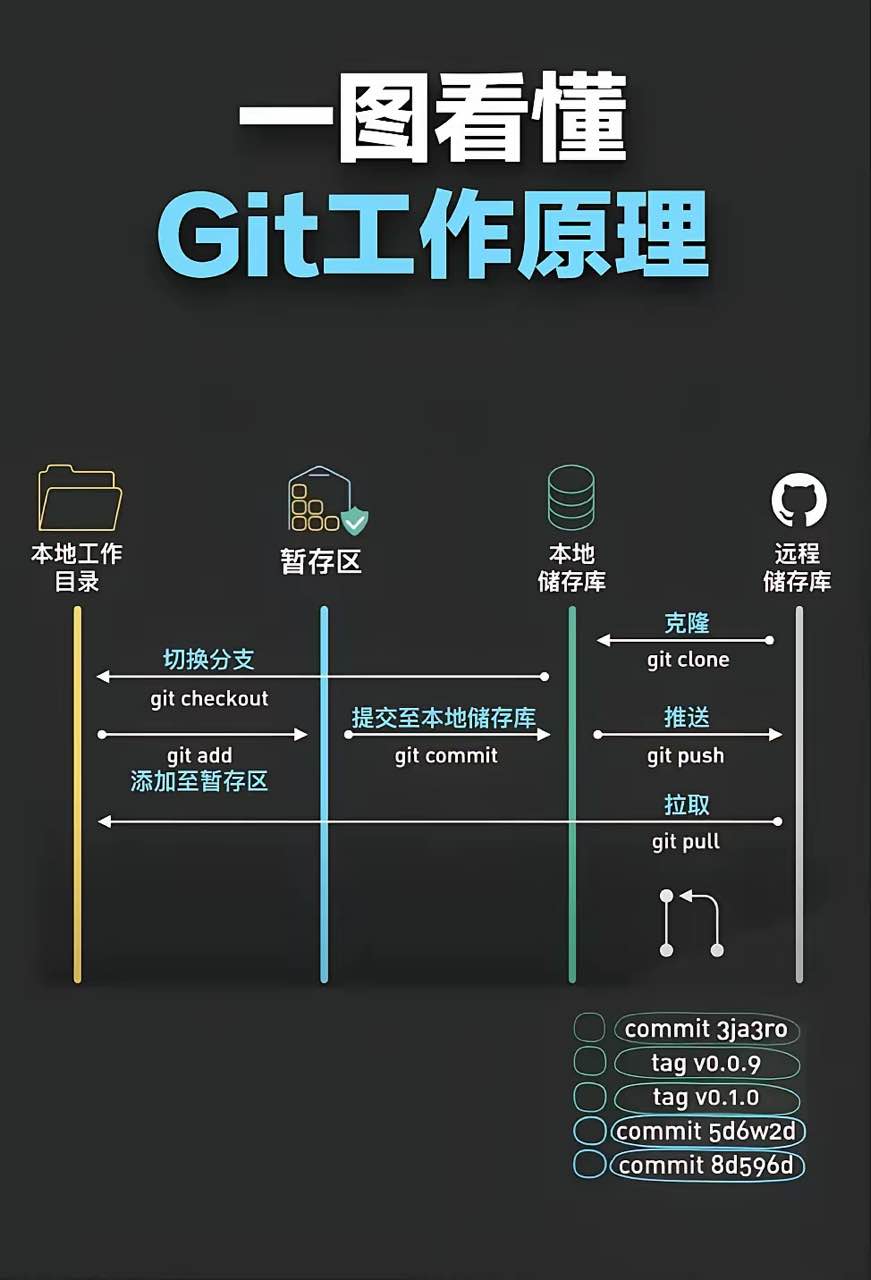 一图看懂
Git工作原理
本地工作
目录
暂存区
本地
储存库
远程
储存库
克隆
git clone
切换分支
git checkout
提交至本地储存库
git commit
推送
git push
git add
添加至暂存区
拉取
git pull
commit 3ja3ro
tag v0.0.9
tag v0.1.0
commit 5d6w2d
commit 8d596d